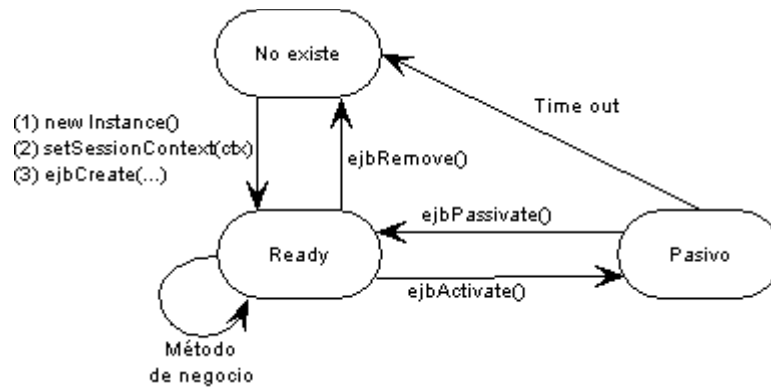 No existe
Time out
(1) new Instance()
(2) setSessionContext(ctx)
(3) ejbCreate(...)
ejbRemove()
ejbPassivate()
Ready
Pasivo
ejbActivate()
Método
de negocio